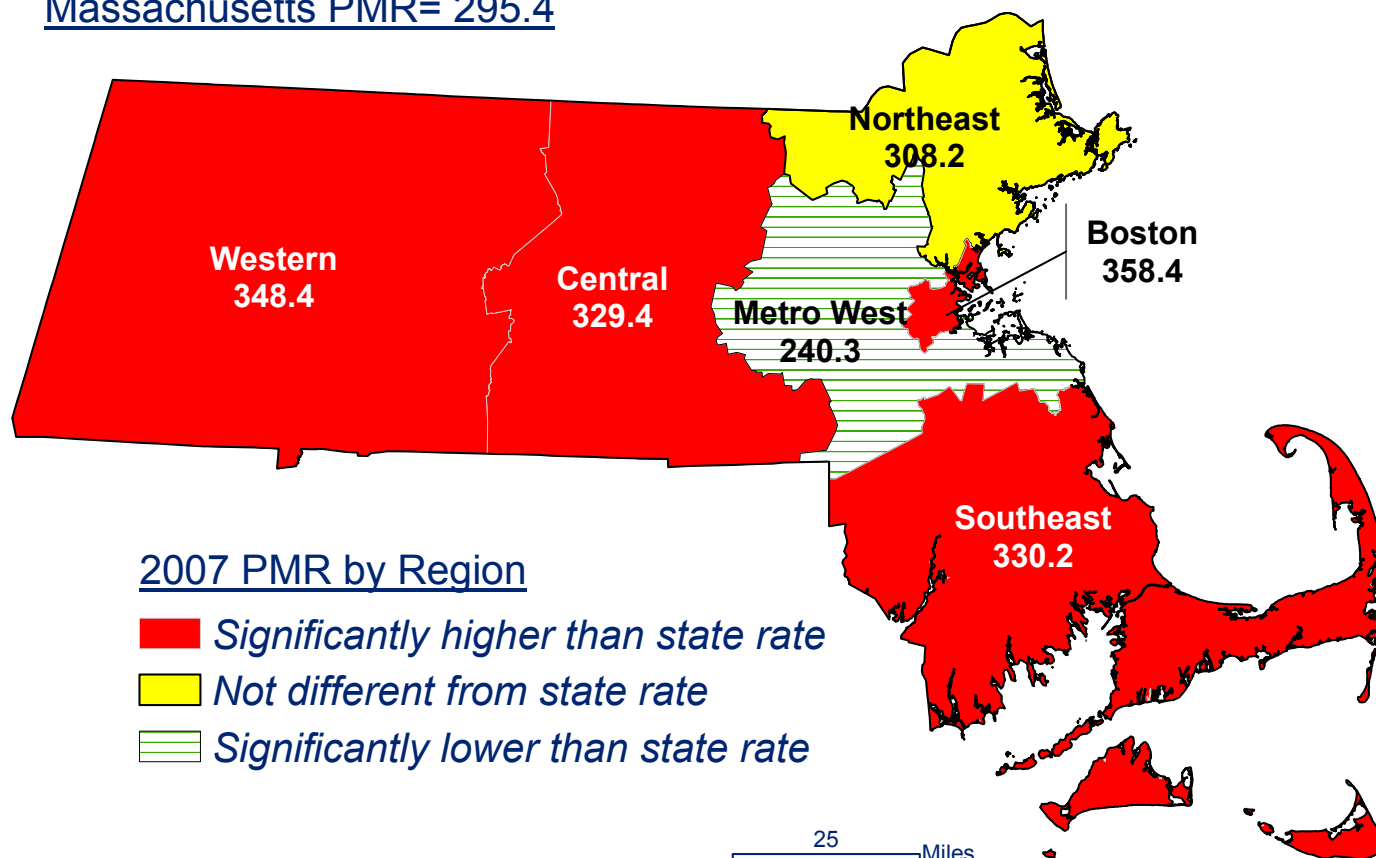 Massachusetts PMR= 295.4
Northeast
308.2
Boston
358.4
Western
348.4
Central
329.4
Metro West
240.3
Southeast
330.2
2007 PMR by Region
Significantly higher than state rate
Not different from state rate
Significantly lower than state rate
25
Miles